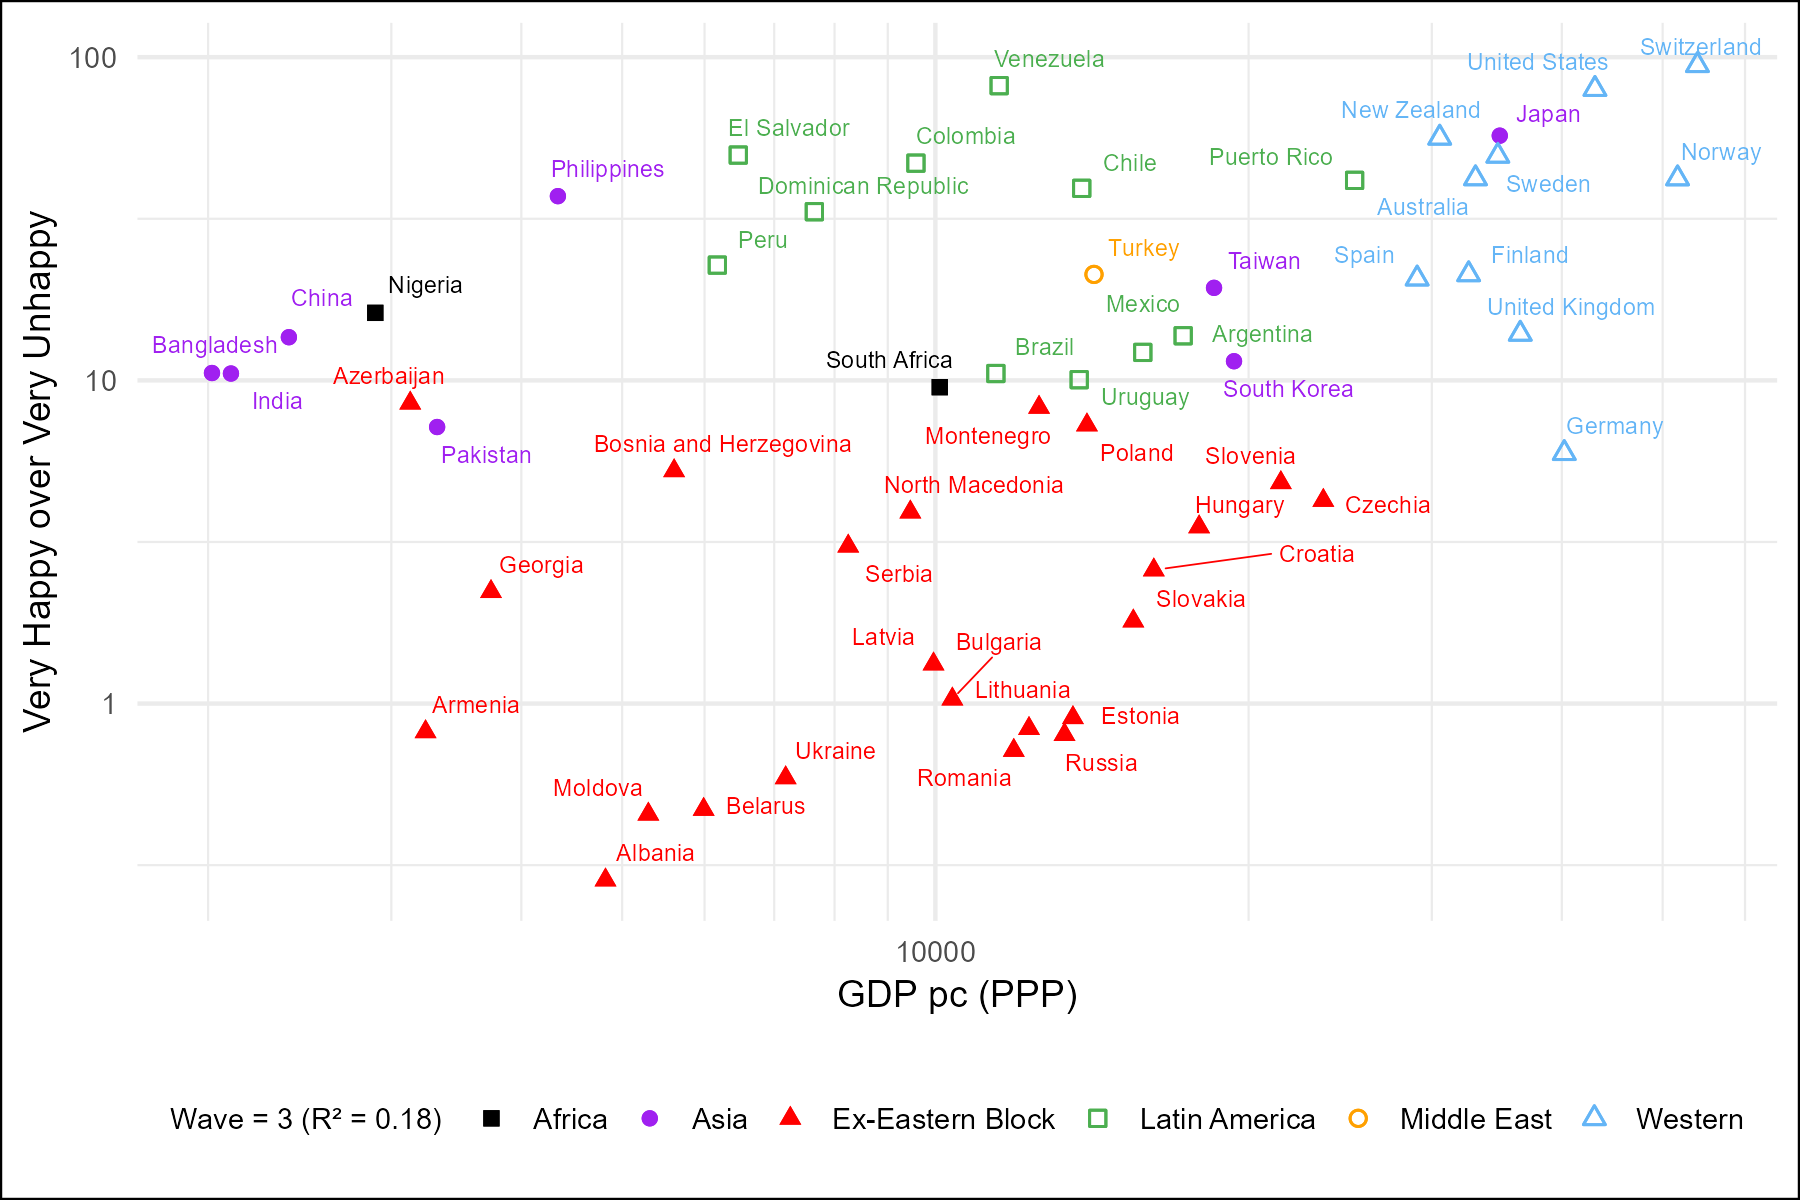 100
10
1
Very Happy over Very Unhappy
Switzerland
United States
Venezuela
New Zealand
Japan
El Salvador
Colombia
Norway
Puerto Rico
Chile
Philippines
Sweden
Dominican Republic
Australia
Peru
Turkey
Spain
Finland
Taiwan
Nigeria
China
Mexico
United Kingdom
Argentina
Bangladesh
Brazil
South Africa
Azerbaijan
South Korea
Uruguay
India
Germany
Montenegro
Bosnia and Herzegovina
Poland
Pakistan
Slovenia
North Macedonia
Hungary
Czechia
Croatia
Georgia
Serbia
Slovakia
Latvia
Bulgaria
Lithuania
Armenia
Estonia
Ukraine
Russia
Romania
Moldova
Belarus
Albania
10000
GDP pc (PPP)
Wave = 3 (R² = 0.18) Africa Asia Ex-Eastern Block Latin America Middle East Western